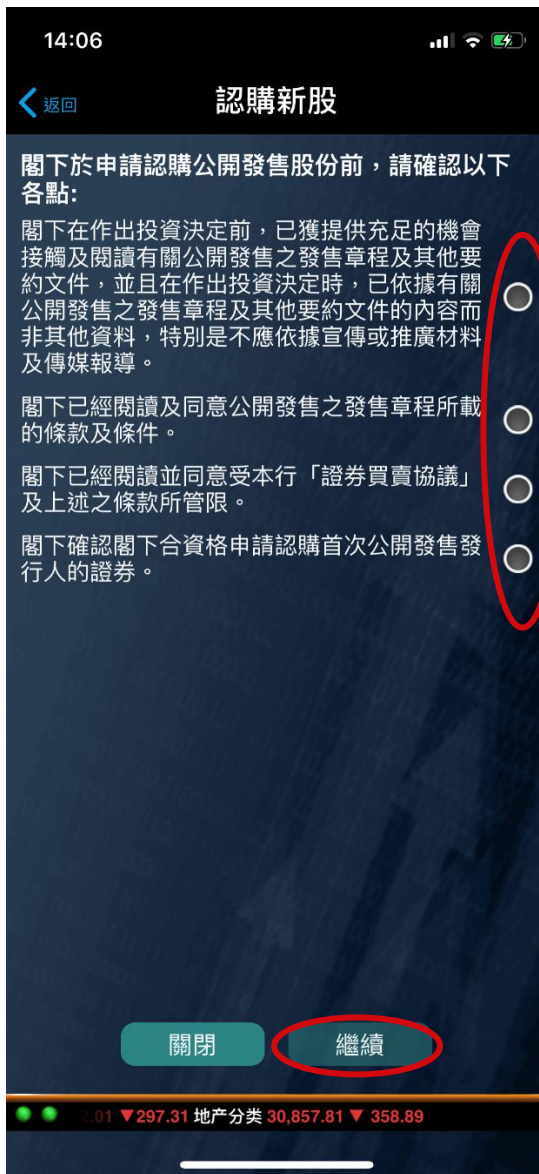 14:06
返回
認購新股
閣下於申請認購公開發售股份前，請確認以下
各點:
閣下在作出投資決定前，已獲提供充足的機會
接觸及閱讀有關公開發售之發售章程及其他要
約文件，並且在作出投資決定時，已依據有關
公開發售之發售章程及其他要約文件的內容而
非其他資料，特別是不應依據宣傳或推廣材料
及傳媒報導。
閣下已經閱讀及同意公開發售之發售章程所載
的條款及條件。
閣下已經閱讀並同意受本行「證券買賣協議」
及上述之條款所管限。
閣下確認閣下合資格申請認購首次公開發售發
行人的證券。
關閉 繼續
.01 ▼297.31 地产分类 30,857.81 ▼ 358.89